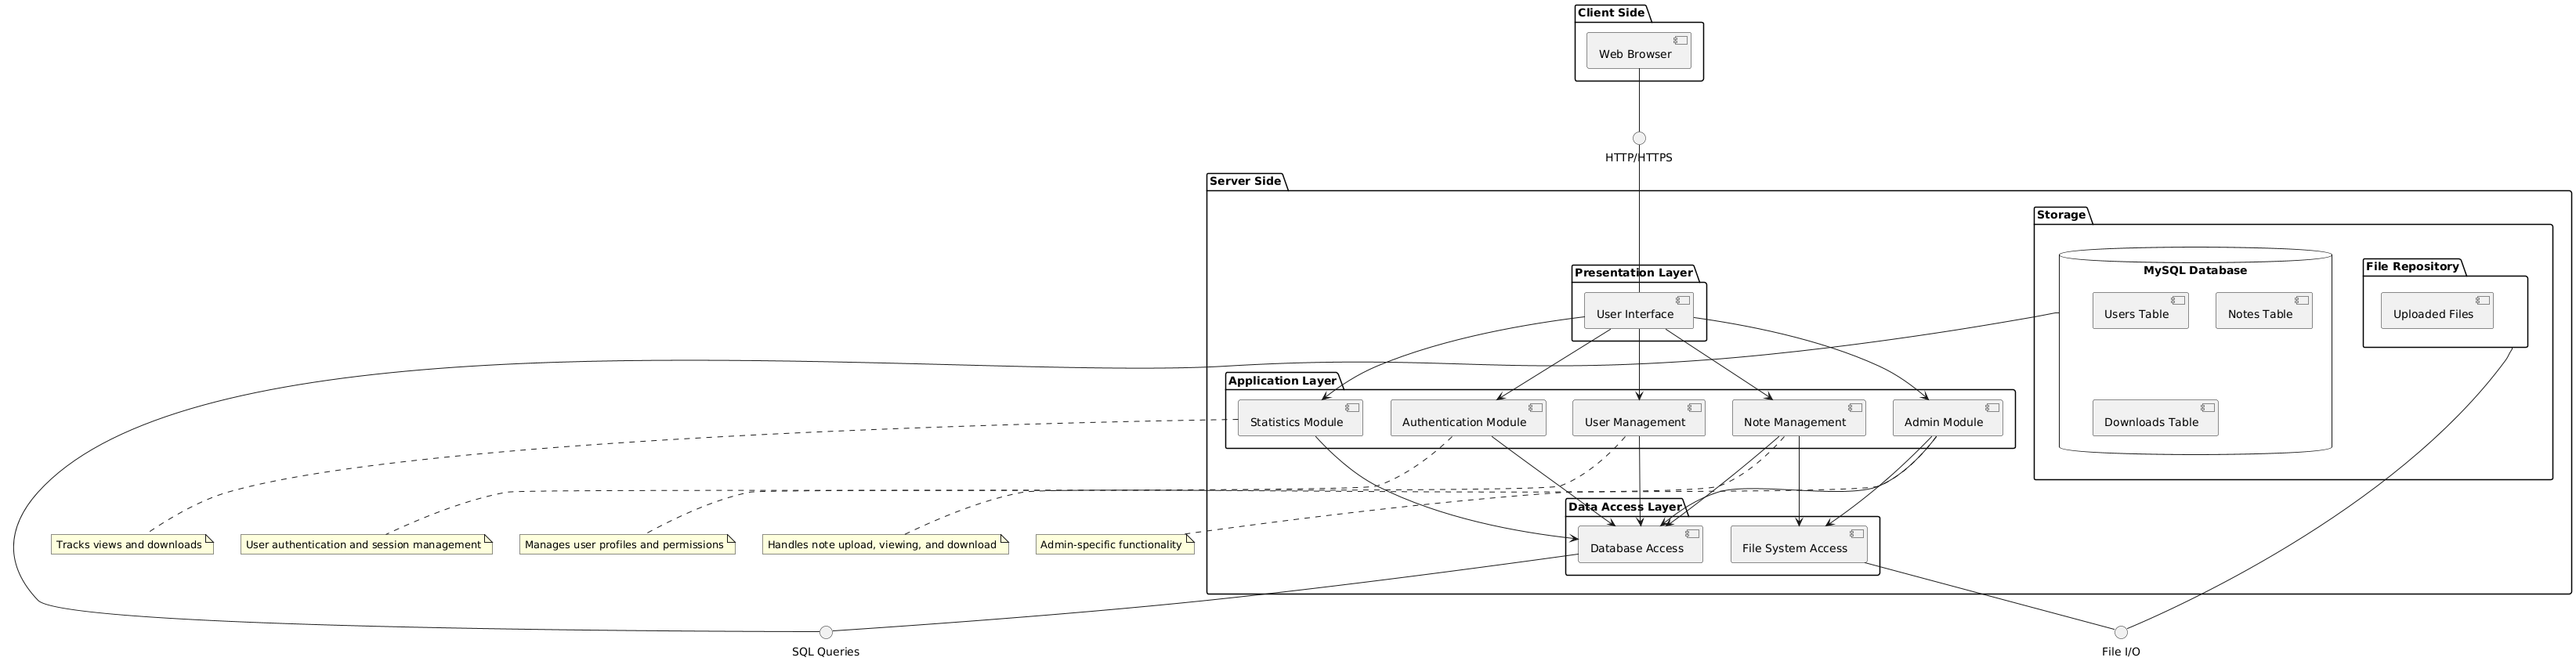 Client Side
Web Browser
HTTP/HTTPS
Server Side
Storage
Presentation Layer
User Interface
MySQL Database
Users Table
Notes Table
Downloads Table
File Repository
Uploaded Files
Application Layer
Statistics Module
Authentication Module
User Management
Note Management
Admin Module
Tracks views and downloads
User authentication and session management
Manages user profiles and permissions
Handles note upload, viewing, and download
Admin-specific functionality
Data Access Layer
Database Access
File System Access
SQL Queries
File I/O